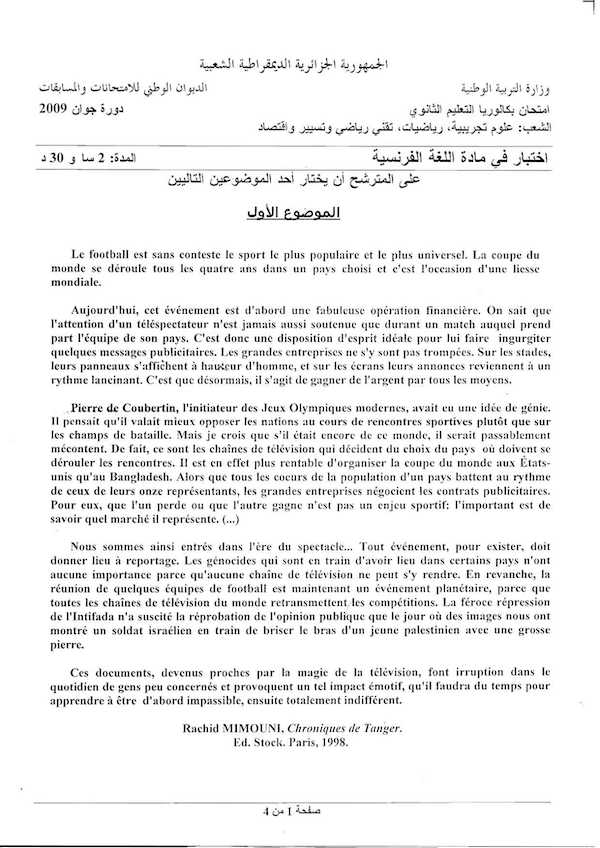 الجمهورية الجزائرية الديمقراطية الشعبية
وزارة التربية الوطنية
الديوان الوطني للامتحانات والمسابقات
امتحان بكالوريا التعليم الثانوي
دورة جوان 2009
الشعب: علوم تجريبية، رياضيات، تقني رياضي وتسيير واقتصاد
اختبار في مادة اللغة الفرنسية
المدة: 2 سا و 30 د
على المترشح أن يختار أحد الموضوعين التاليين
الموضوع الأول
Le football est sans conteste le sport le plus populaire et le plus universel. La coupe du
monde se déroule tous les quatre ans dans un pays choisi et c'est l'occasion d'une liesse
mondiale.
Aujourd'hui, cet événement est d'abord une fabuleuse opération financière. On sait que
l'attention d'un téléspectateur n'est jamais aussi soutenue que durant un match auquel prend
part l'équipe de son pays. C'est donc une disposition d'esprit idéale pour lui faire ingurgiter
quelques messages publicitaires. Les grandes entreprises ne s'y sont pas trompées. Sur les stades,
leurs panneaux s'affichent à hauteur d'homme, et sur les écrans leurs annonces reviennent à un
rythme lancinant. C'est que désormais, il s'agit de gagner de l'argent par tous les moyens.
Pierre de Coubertin, l'initiateur des Jeux Olympiques modernes, avait eu une idée de génie.
Il pensait qu'il valait mieux opposer les nations au cours de rencontres sportives plutôt que sur
les champs de bataille. Mais je crois que s'il était encore de ce monde, il serait passablement
mécontent. De fait, ce sont les chaînes de télévision qui décident du choix du pays où doivent se
dérouler les rencontres. Il est en effet plus rentable d'organiser la coupe du monde aux États-
unis qu'au Bangladesh. Alors que tous les coeurs de la population d'un pays battent au rythme
de ceux de leurs onze représentants, les grandes entreprises négocient les contrats publicitaires.
Pour eux, que l'un perde ou que l'autre gagne n'est pas un enjeu sportif: l'important est de
savoir quel marché il représente. (...)
Nous sommes ainsi entrés dans l'ère du spectacle... Tout événement, pour exister, doit
donner lieu à reportage. Les génocides qui sont en train d'avoir lieu dans certains pays n'ont
aucune importance parce qu'aucune chaîne de télévision ne peut s'y rendre. En revanche, la
réunion de quelques équipes de football est maintenant un événement planétaire, parce que
toutes les chaînes de télévision du monde retransmettent les compétitions. La féroce répression
de l'Intifada n'a suscité la réprobation de l'opinion publique que le jour où des images nous ont
montré un soldat israélien en train de briser le bras d'un jeune palestinien avec une grosse
pierre.
Ces documents, devenus proches par la magie de la télévision, font irruption dans le
quotidien de gens peu concernés et provoquent un tel impact émotif, qu'il faudra du temps pour
apprendre à être d'abord impassible, ensuite totalement indifférent.
Rachid MIMOUNI, Chroniques de Tanger.
Ed. Stock. Paris, 1998.
صفحة 1 من 4